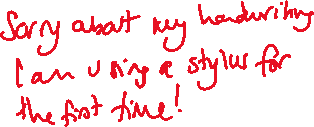 Sorry about my handwriting
I am using a stylus for
the first time!